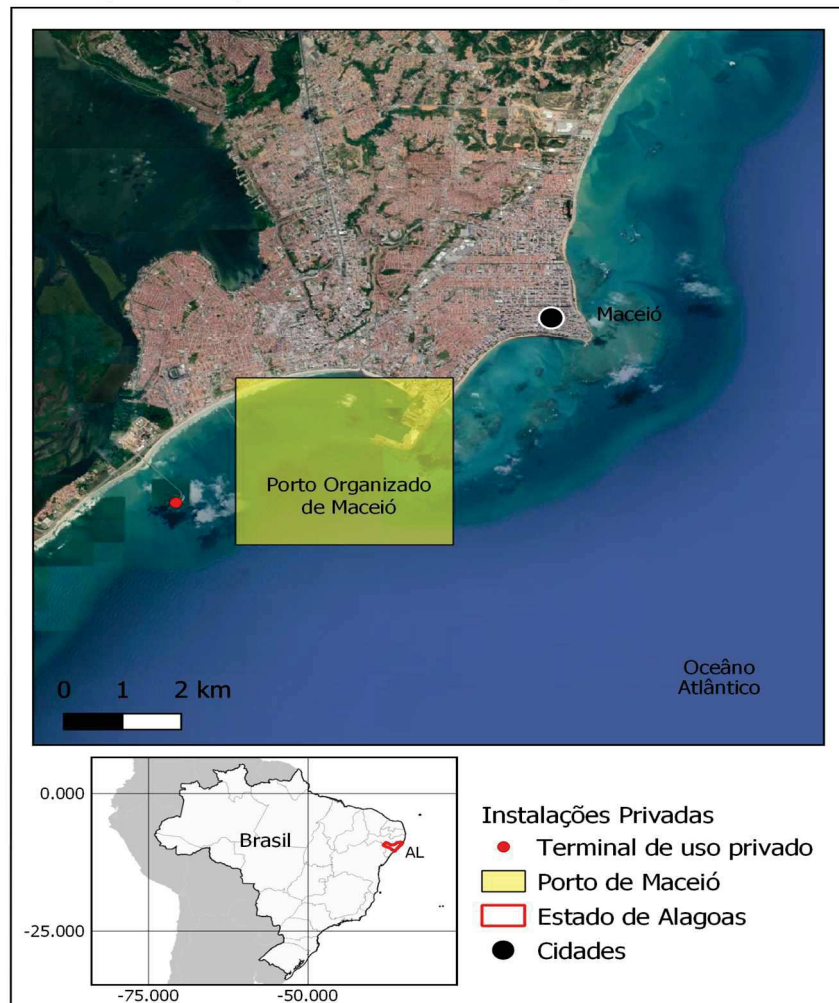 Maceió
Porto Organizado
de Maceió
Oceâno
Atlântico
0 1 2 km
0.000
-25.000
-75.000 -50.000
Brasil
AL
Instalações Privadas
Terminal de uso privado
Porto de Maceió
Estado de Alagoas
Cidades